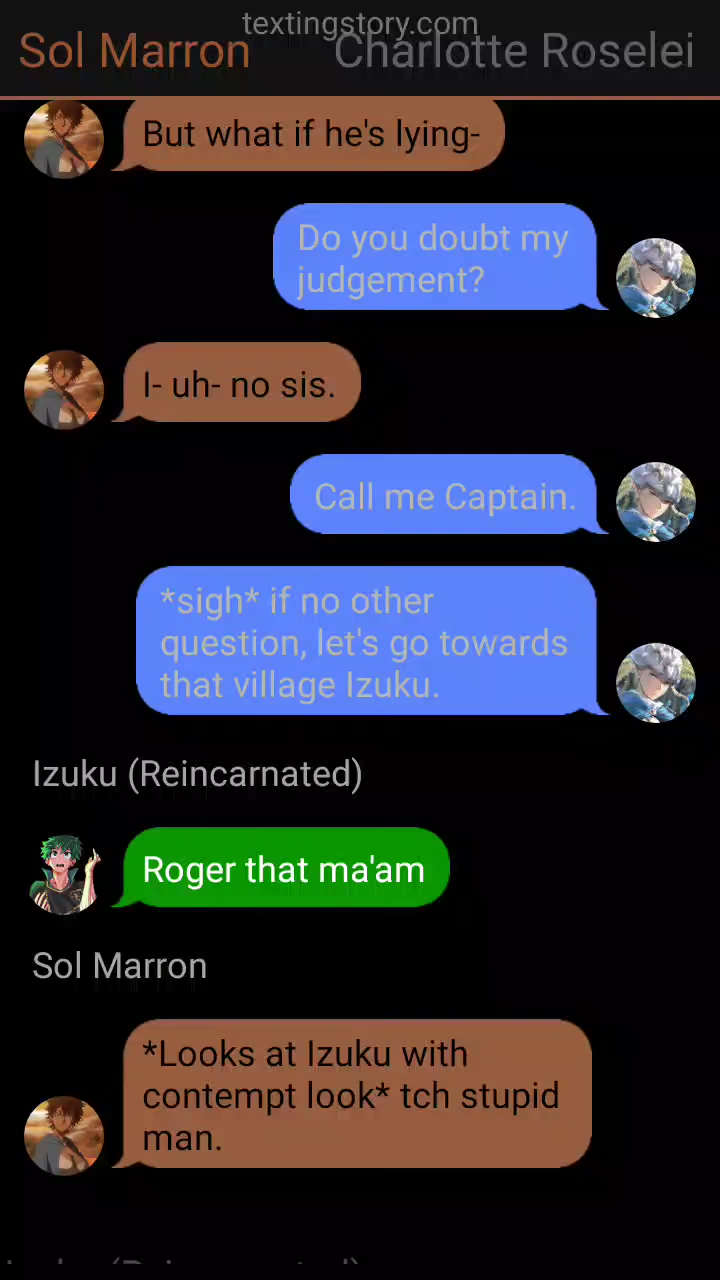 textingstory.com
Sol Marron
Charlotte Roselei
But what if he's lying-
Do you doubt my
judgement?
I- uh- no sis.
Call me Captain.
*sigh* if no other
question, let's go towards
that village Izuku.
Izuku (Reincarnated)
Roger that ma'am
Sol Marron
*Looks at Izuku with
contempt look* tch stupid
man.